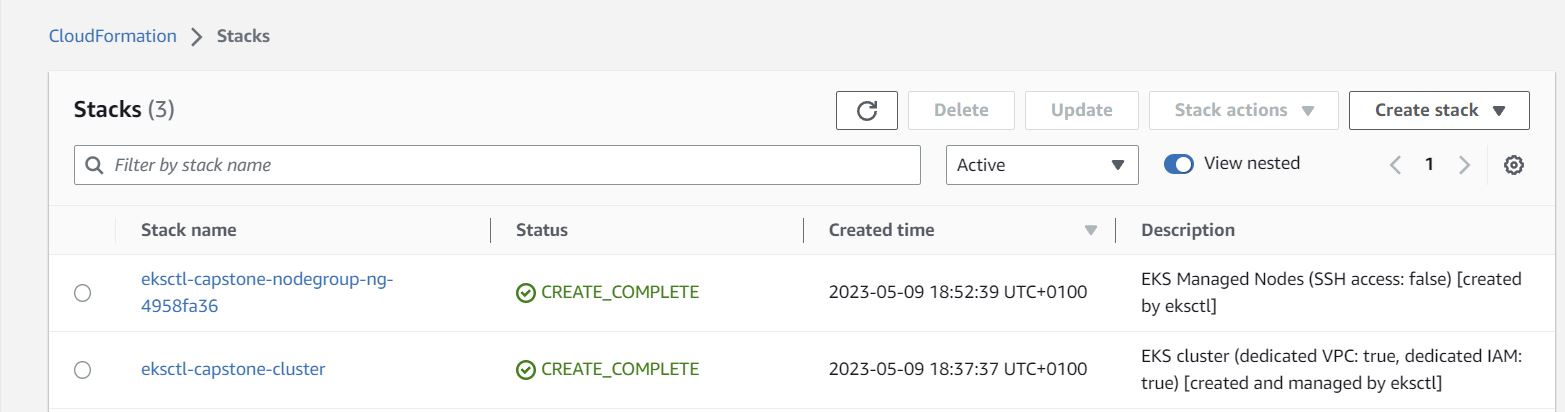 CloudFormation > Stacks
Stacks (3)
Delete
Update
Stack actions
Create stack
Filter by stack name
Active
View nested
1
Stack name
Status
Created time
Description
eksctl-capstone-nodegroup-ng-
4958fa36
CREATE_COMPLETE
2023-05-09 18:52:39 UTC+0100
EKS Managed Nodes (SSH access: false) [created
by eksctl]
eksctl-capstone-cluster
CREATE_COMPLETE
2023-05-09 18:37:37 UTC+0100
EKS cluster (dedicated VPC: true, dedicated IAM:
true) [created and managed by eksctl]